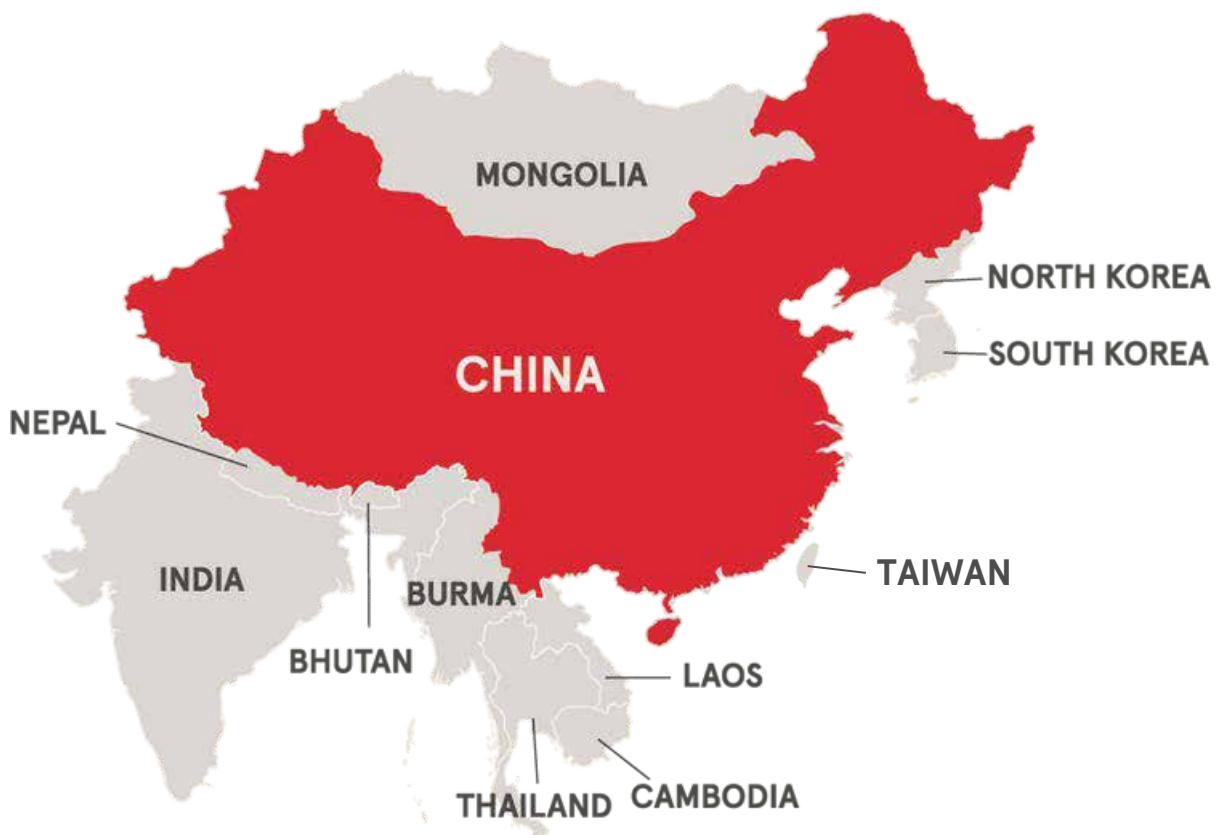 MONGOLIA
NORTH KOREA
SOUTH KOREA
CHINA
NEPAL
INDIA
BURMA
TAIWAN
BHUTAN
LAOS
THAILAND
CAMBODIA